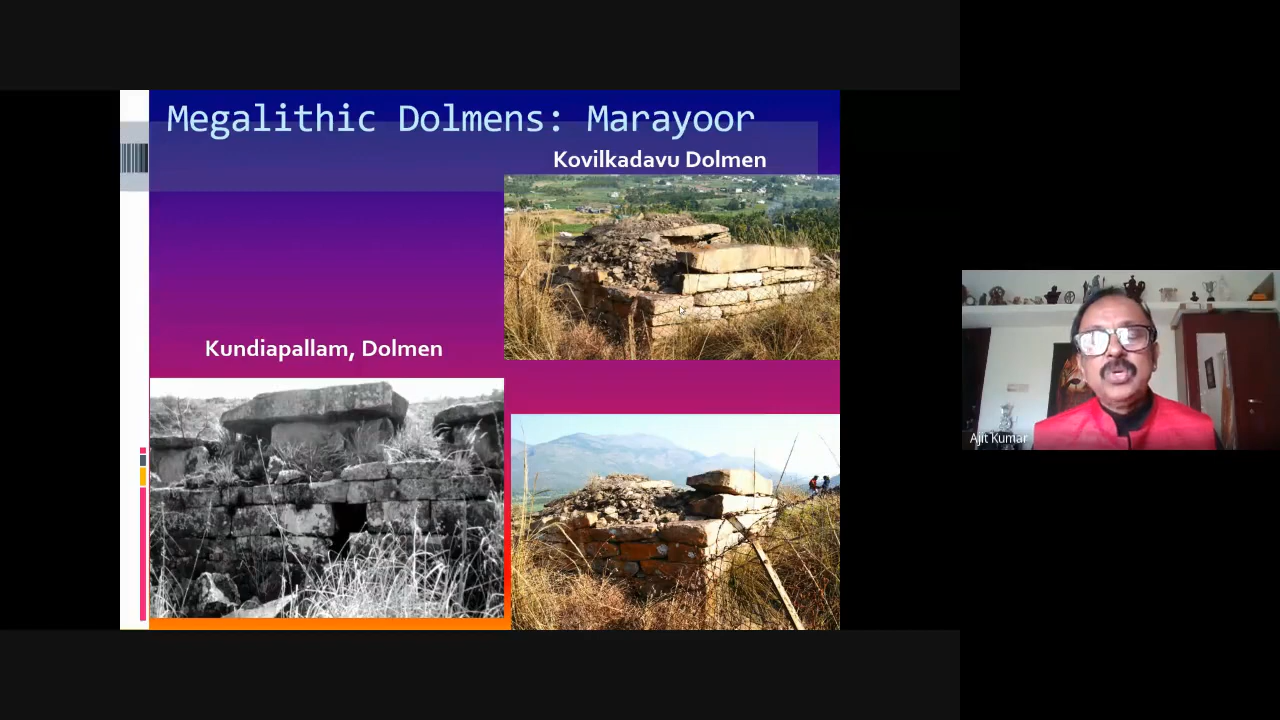 Megalithic Dolmens: Marayoor
Kovilkadavu Dolmen
Kundiapallam, Dolmen
Ajit Kumar